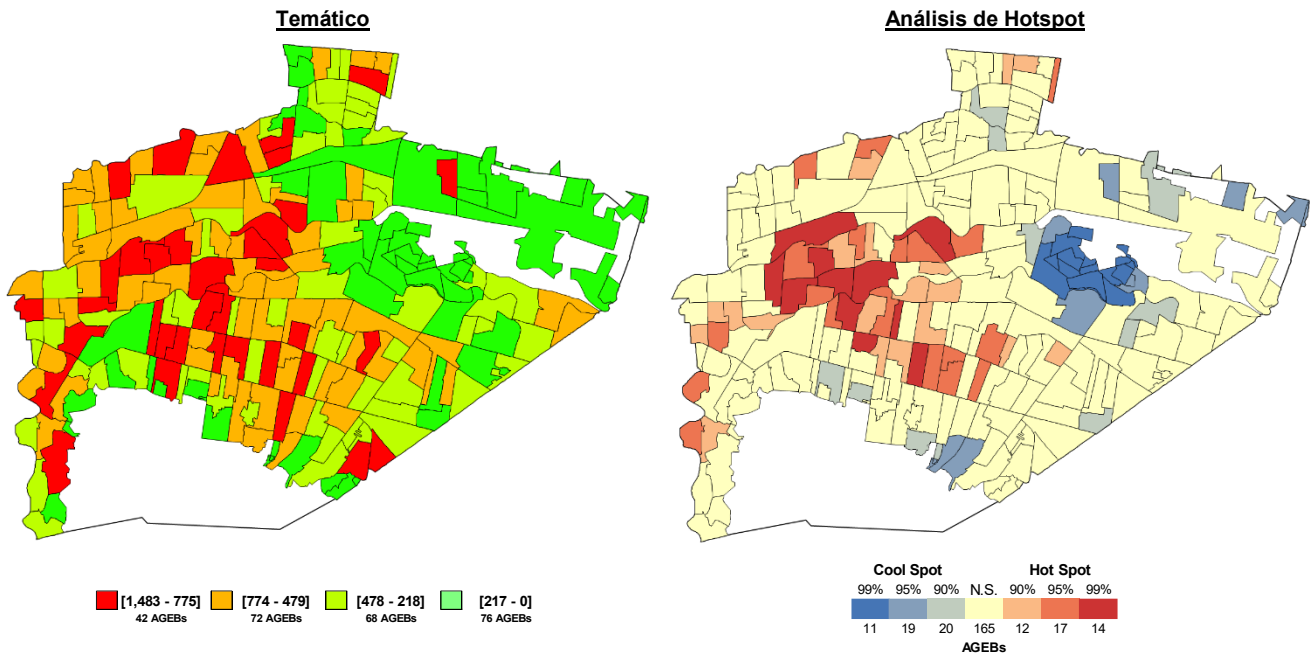 Temático
Análisis de Hotspot
[1,483 - 775] [774 - 479] [478 - 218] [217 - 0]
42 AGEBs 72 AGEBs 68 AGEBs 76 AGEBs
Cool Spot Hot Spot
99% 95% 90% N.S. 90% 95% 99%
11 19 20 165 12 17 14
AGEBs